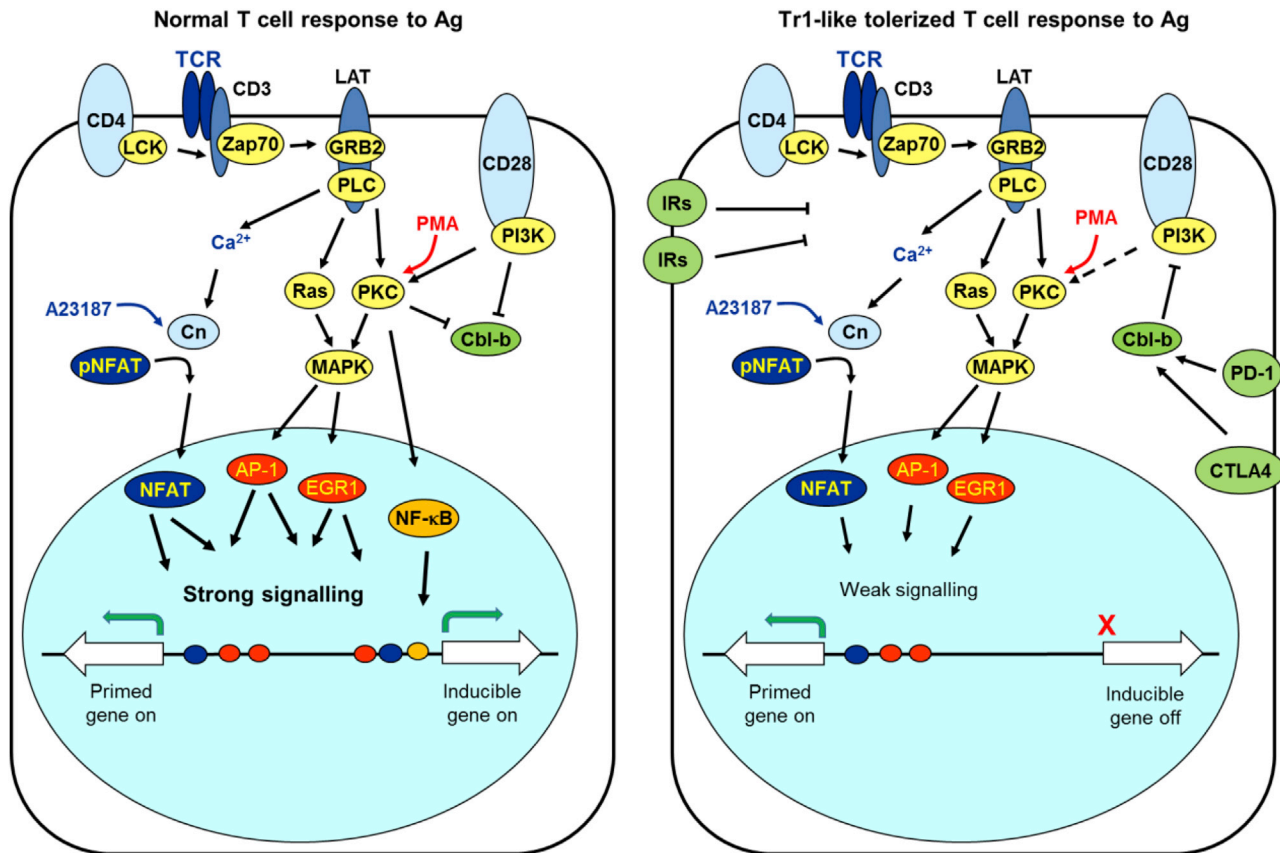 Normal T cell response to Ag
TCR
CD3
LAT
CD4
LCK
Zap70
GRB2
CD28
PLC
Ca²⁺
PMA
PI3K
A23187
Ras
PKC
Cn
Cbl-b
pNFAT
MAPK
NFAT
AP-1
EGR1
NF-κB
Strong signalling
Primed
gene on
Inducible
gene on
Tr1-like tolerized T cell response to Ag
TCR
CD3
LAT
CD4
LCK
Zap70
GRB2
CD28
PLC
IRs
IRs
Ca²⁺
PMA
PI3K
A23187
Ras
PKC
Cn
Cbl-b
pNFAT
MAPK
PD-1
CTLA4
NFAT
AP-1
EGR1
Weak signalling
X
Primed
gene on
Inducible
gene off